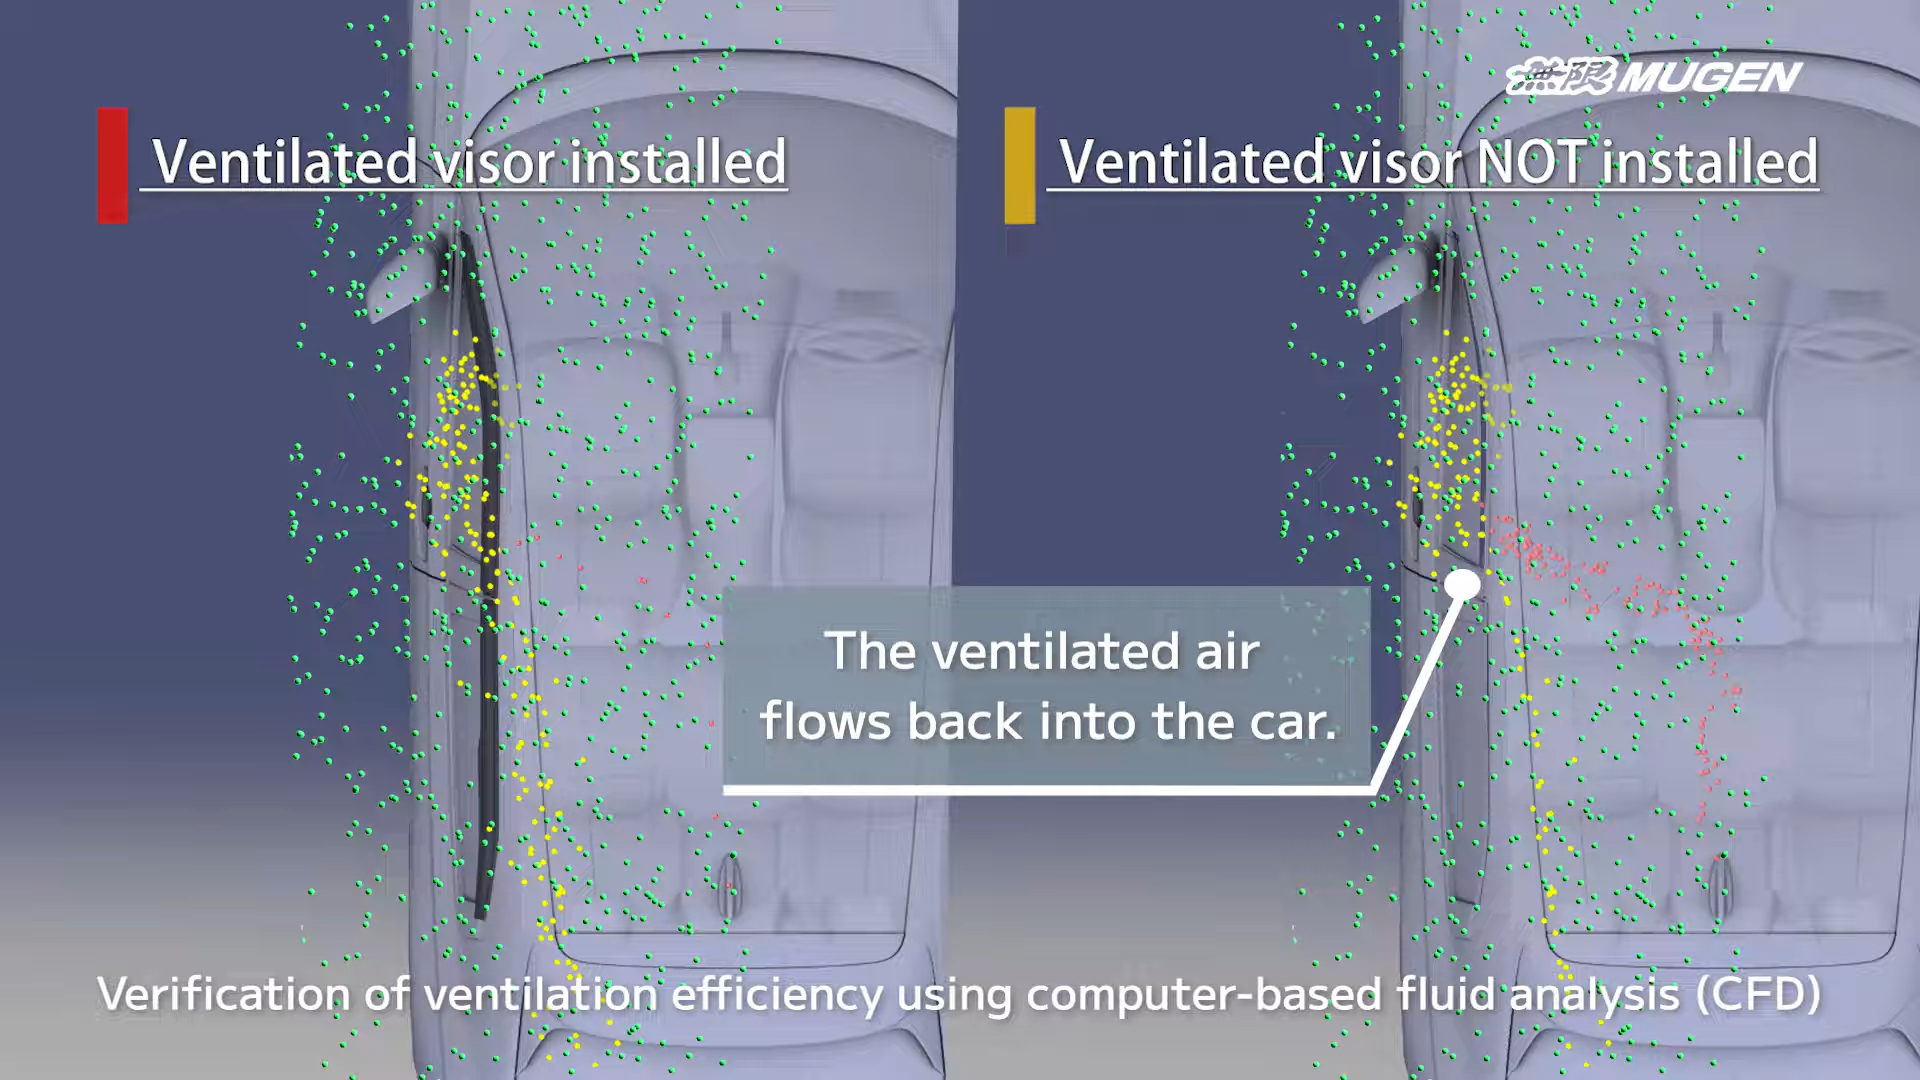 無限 MUGEN
Ventilated visor installed
Ventilated visor NOT installed
The ventilated air
flows back into the car.
Verification of ventilation efficiency using computer-based fluid analysis (CFD)